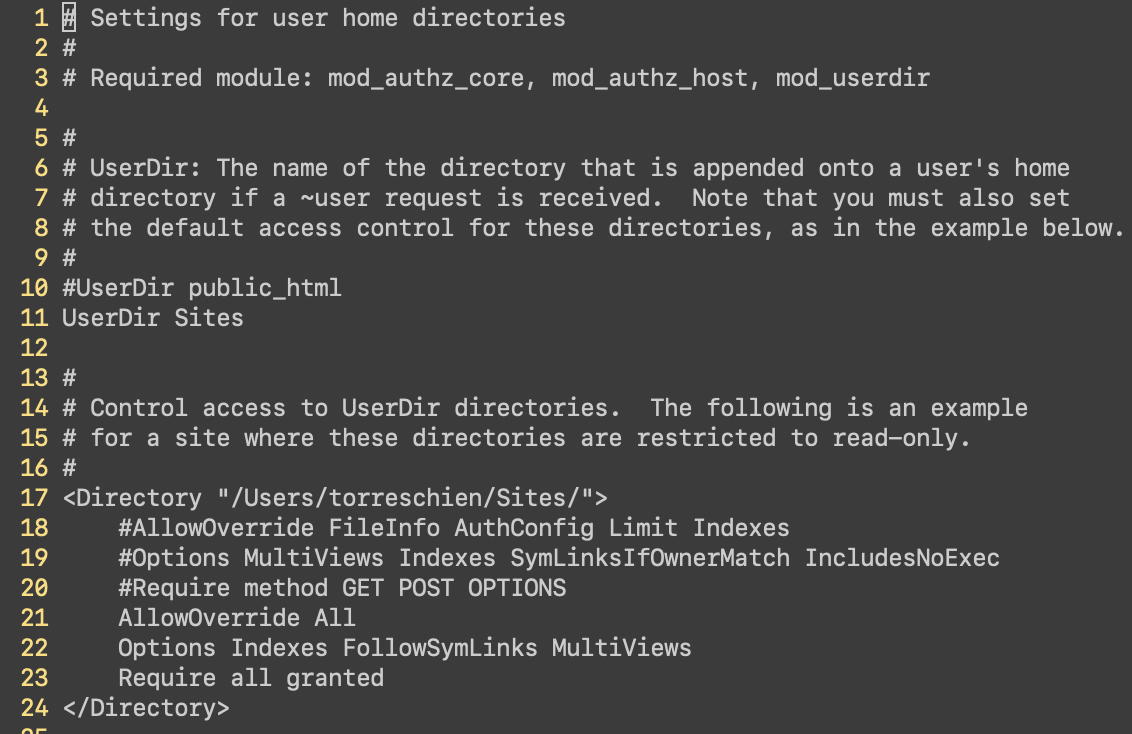 1 # Settings for user home directories
2 #
3 # Required module: mod_authz_core, mod_authz_host, mod_userdir
4
5 #
6 # UserDir: The name of the directory that is appended onto a user's home
7 # directory if a ~user request is received.  Note that you must also set
8 # the default access control for these directories, as in the example below.
9 #
10 #UserDir public_html
11 UserDir Sites
12
13 #
14 # Control access to UserDir directories.  The following is an example
15 # for a site where these directories are restricted to read-only.
16 #
17 <Directory "/Users/torreschien/Sites/">
18     #AllowOverride FileInfo AuthConfig Limit Indexes
19     #Options MultiViews Indexes SymLinksIfOwnerMatch IncludesNoExec
20     #Require method GET POST OPTIONS
21     AllowOverride All
22     Options Indexes FollowSymLinks MultiViews
23     Require all granted
24 </Directory>